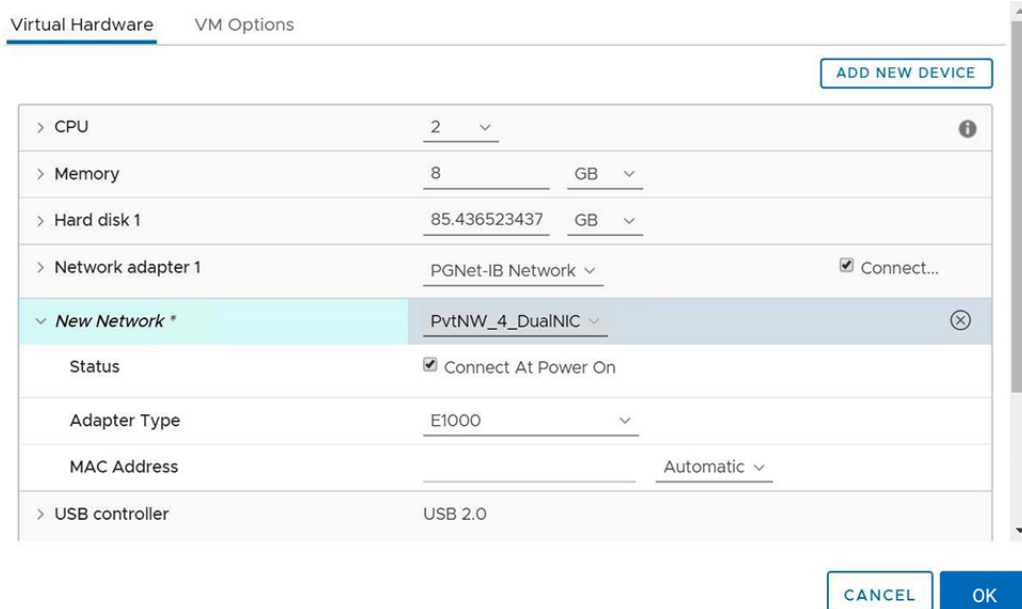 Virtual Hardware VM Options
ADD NEW DEVICE
CPU 2
Memory 8 GB
Hard disk 1 85.436523437 GB
Network adapter 1 PGNet-IB Network Connect...
New Network * PvtNW_4_DualNIC
Status Connect At Power On
Adapter Type E1000
MAC Address Automatic
USB controller USB 2.0
CANCEL OK